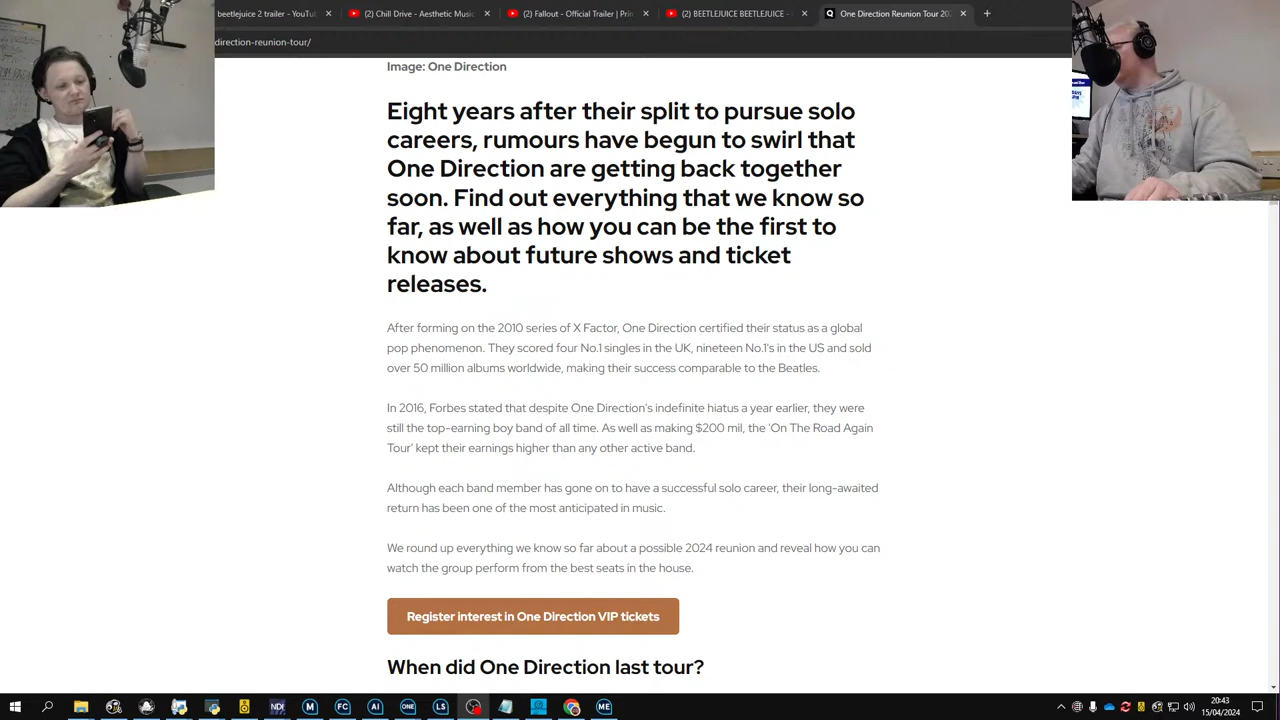 beetlejuice 2 trailer - YouTu
(2) Chill Drive - Aesthetic Music
(2) Fallout - Official Trailer | Prin
(2) BEETLEJUICE BEETLEJUICE -
One Direction Reunion Tour 20
direction-reunion-tour/
Image: One Direction
Eight years after their split to pursue solo
careers, rumours have begun to swirl that
One Direction are getting back together
soon. Find out everything that we know so
far, as well as how you can be the first to
know about future shows and ticket
releases.
After forming on the 2010 series of X Factor, One Direction certified their status as a global
pop phenomenon. They scored four No.1 singles in the UK, nineteen No.1's in the US and sold
over 50 million albums worldwide, making their success comparable to the Beatles.
In 2016, Forbes stated that despite One Direction's indefinite hiatus a year earlier, they were
still the top-earning boy band of all time. As well as making $200 mil, the 'On The Road Again
Tour' kept their earnings higher than any other active band.
Although each band member has gone on to have a successful solo career, their long-awaited
return has been one of the most anticipated in music.
We round up everything we know so far about a possible 2024 reunion and reveal how you can
watch the group perform from the best seats in the house.
Register interest in One Direction VIP tickets
When did One Direction last tour?
NDI M FC AI ONE LS ME
20:43
15/04/2024